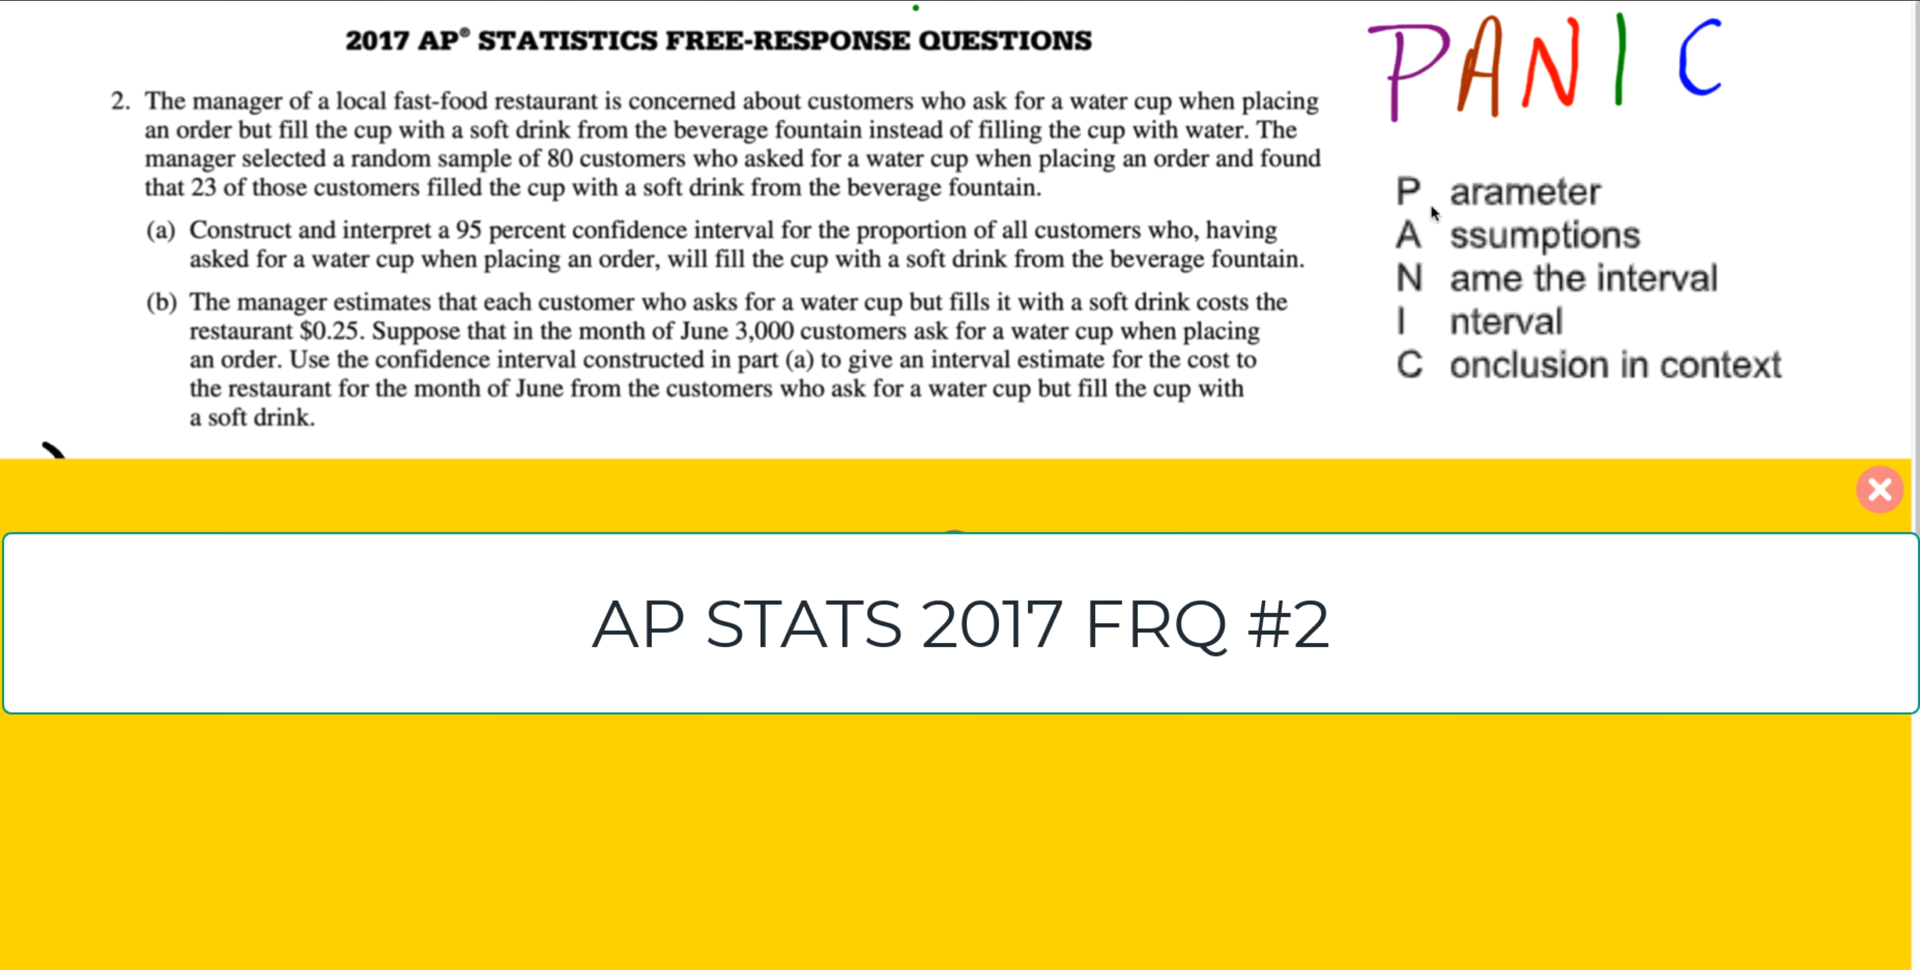 2017 AP® STATISTICS FREE-RESPONSE QUESTIONS
PANIC
2. The manager of a local fast-food restaurant is concerned about customers who ask for a water cup when placing
an order but fill the cup with a soft drink from the beverage fountain instead of filling the cup with water. The
manager selected a random sample of 80 customers who asked for a water cup when placing an order and found
that 23 of those customers filled the cup with a soft drink from the beverage fountain.
(a) Construct and interpret a 95 percent confidence interval for the proportion of all customers who, having
asked for a water cup when placing an order, will fill the cup with a soft drink from the beverage fountain.
(b) The manager estimates that each customer who asks for a water cup but fills it with a soft drink costs the
restaurant $0.25. Suppose that in the month of June 3,000 customers ask for a water cup when placing
an order. Use the confidence interval constructed in part (a) to give an interval estimate for the cost to
the restaurant for the month of June from the customers who ask for a water cup but fill the cup with
a soft drink.
P arameter
A ssumptions
N ame the interval
I nterval
C onclusion in context
AP STATS 2017 FRQ #2